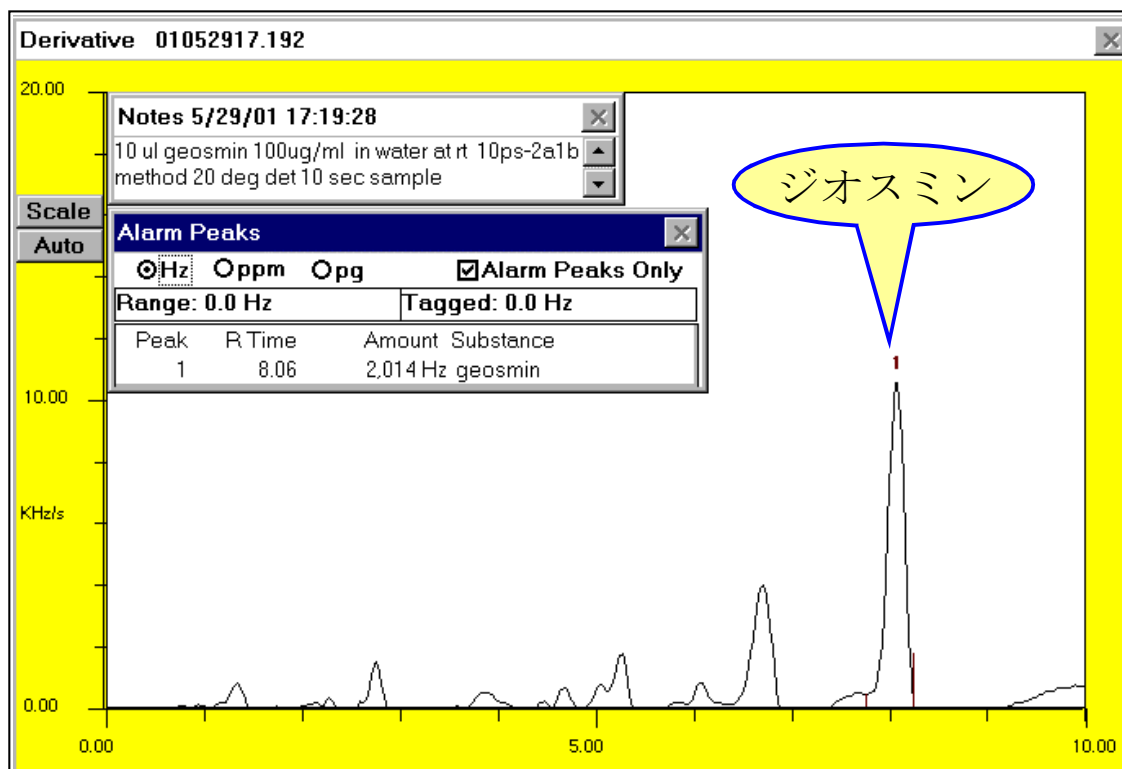 Derivative 01052917.192
20.00
Notes 5/29/01 17:19:28
10 ul geosmin 100ug/ml in water at rt 10ps-2a1b
method 20 deg det 10 sec sample
ジオスミン
Scale
Auto
Alarm Peaks
Hz ppm pg Alarm Peaks Only
Range: 0.0 Hz Tagged: 0.0 Hz
Peak R Time Amount Substance
1 8.06 2,014 Hz geosmin
1
10.00
KHz/s
0.00
0.00 5.00 10.00